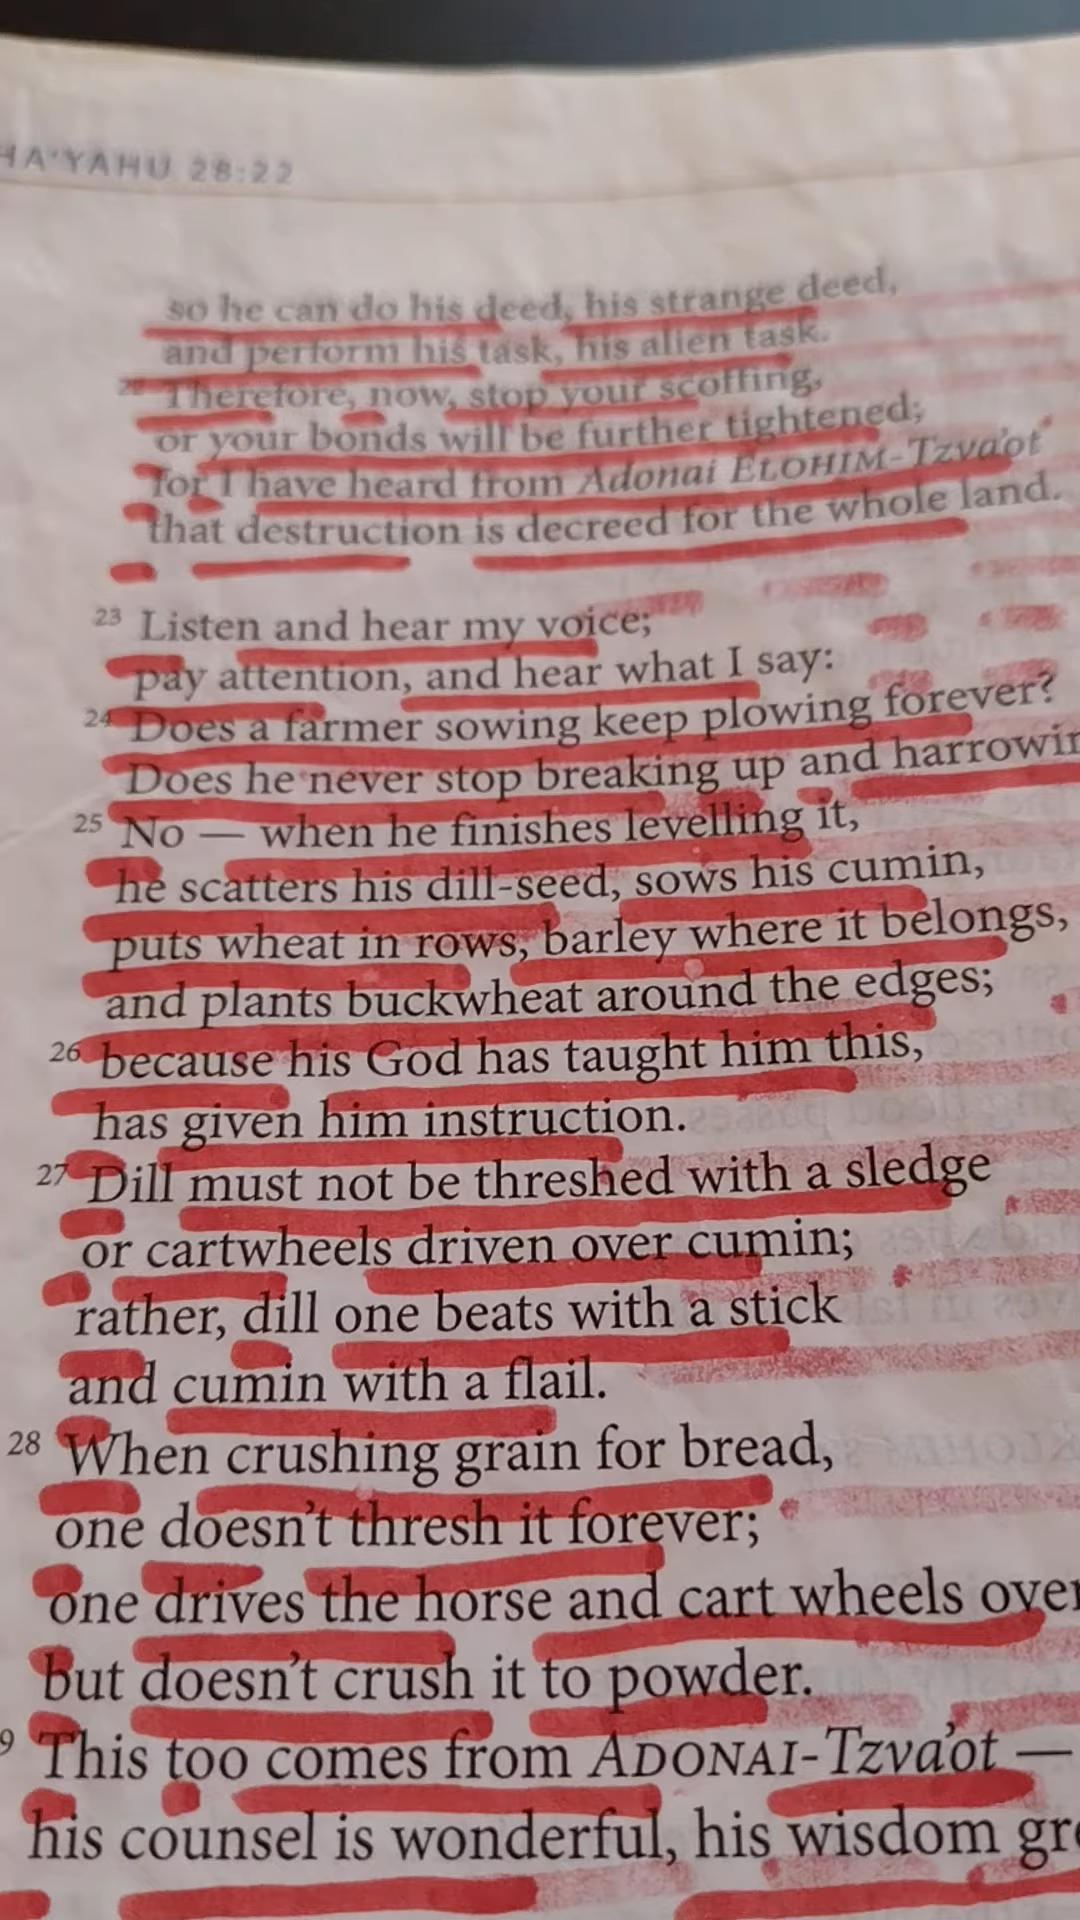 HA'YAHU 28:22
so he can do his deed, his strange deed,
and perform his task, his alien task.
22 Therefore, now, stop your scoffing,
or your bonds will be further tightened;
for I have heard from Adonai ELOHIM-Tzva'ot
that destruction is decreed for the whole land.
23 Listen and hear my voice;
pay attention, and hear what I say:
24 Does a farmer sowing keep plowing forever?
Does he never stop breaking up and harrowin
25 No — when he finishes levelling it,
he scatters his dill-seed, sows his cumin,
puts wheat in rows, barley where it belongs,
and plants buckwheat around the edges;
26 because his God has taught him this,
has given him instruction.
27 Dill must not be threshed with a sledge
or cartwheels driven over cumin;
rather, dill one beats with a stick
and cumin with a flail.
28 When crushing grain for bread,
one doesn't thresh it forever;
one drives the horse and cart wheels over
but doesn't crush it to powder.
9 This too comes from ADONAI-Tzva'ot —
his counsel is wonderful, his wisdom gre